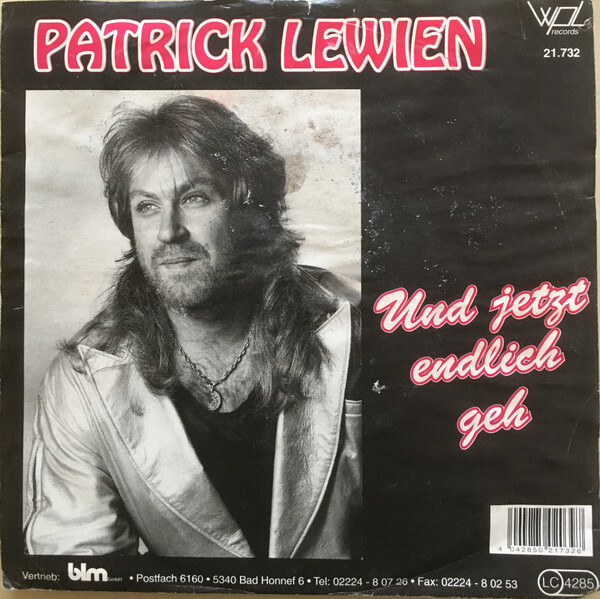 PATRICK LEWIEN
WPL
records
21.732
Und jetzt
endlich
geh
4 042850 217326
Vertrieb: blm GmbH • Postfach 6160 • 5340 Bad Honnef 6 • Tel: 02224 - 8 07 26 • Fax: 02224 - 8 02 53
LC 4285